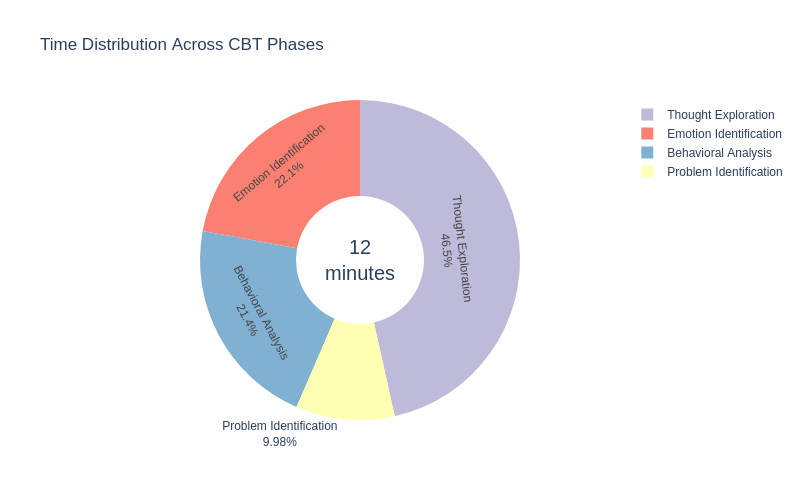 Time Distribution Across CBT Phases
Thought Exploration
46.5%
Emotion Identification
22.1%
Behavioral Analysis
21.4%
Problem Identification
9.98%
12
minutes
Thought Exploration
Emotion Identification
Behavioral Analysis
Problem Identification